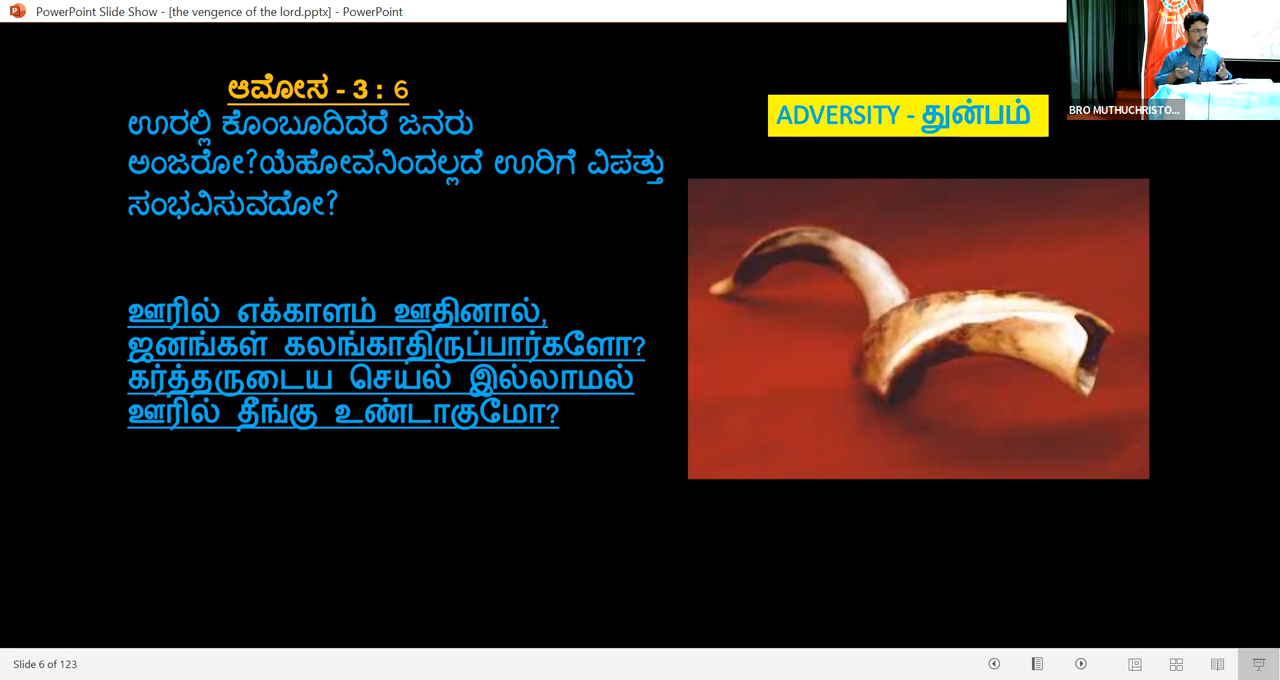 PowerPoint Slide Show - [the vengence of the lord.pptx] - PowerPoint
ಆಮೋಸ - 3 : 6
ಊರಲ್ಲಿ ಕೊಂಬೂದಿದರೆ ಜನರು
ಅಂಜರೋ?ಯೆಹೋವನಿಂದಲ್ಲದೆ ಊರಿಗೆ ವಿಪತ್ತು
ಸಂಭವಿಸುವದೋ?
ADVERSITY - துன்பம்
BRO MUTHUCHRISTO...
ஊரில் எக்காளம் ஊதினால்,
ஜனங்கள் கலங்காதிருப்பார்களோ?
கர்த்தருடைய செயல் இல்லாமல்
ஊரில் தீங்கு உண்டாகுமோ?
Slide 6 of 123